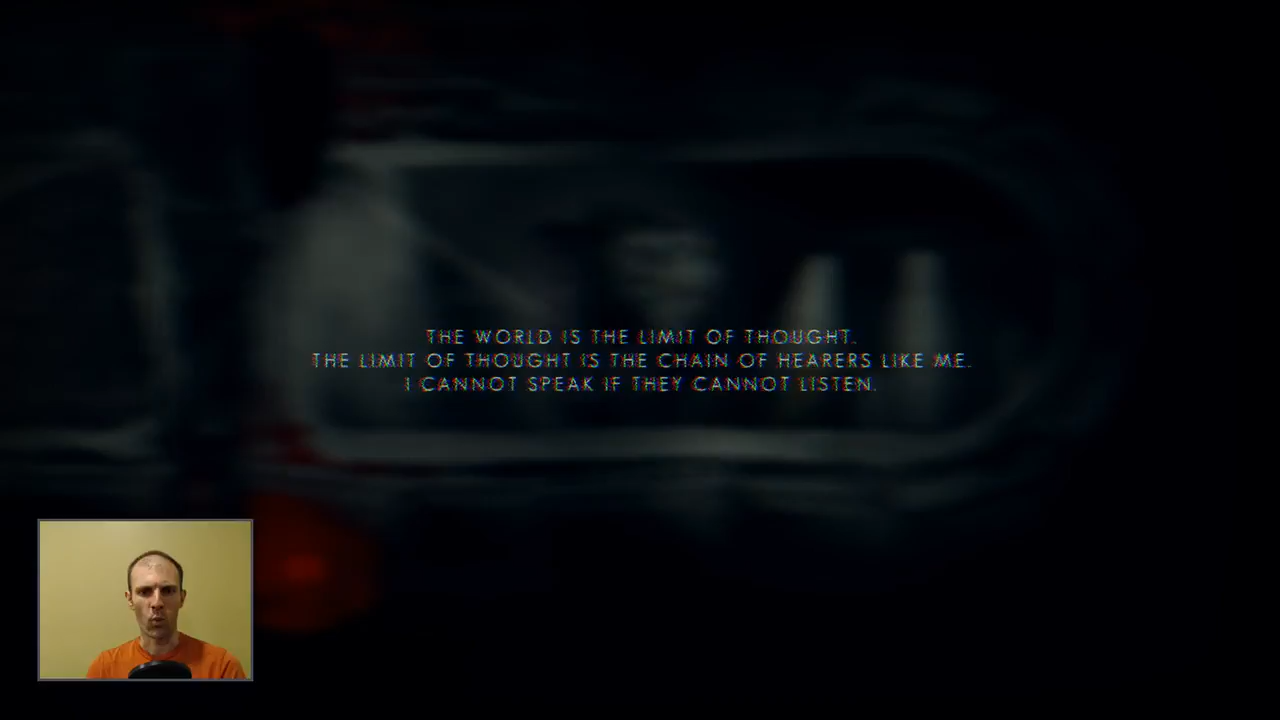 THE WORLD IS THE LIMIT OF THOUGHT.
THE LIMIT OF THOUGHT IS THE CHAIN OF HEARERS LIKE ME.
I CANNOT SPEAK IF THEY CANNOT LISTEN.